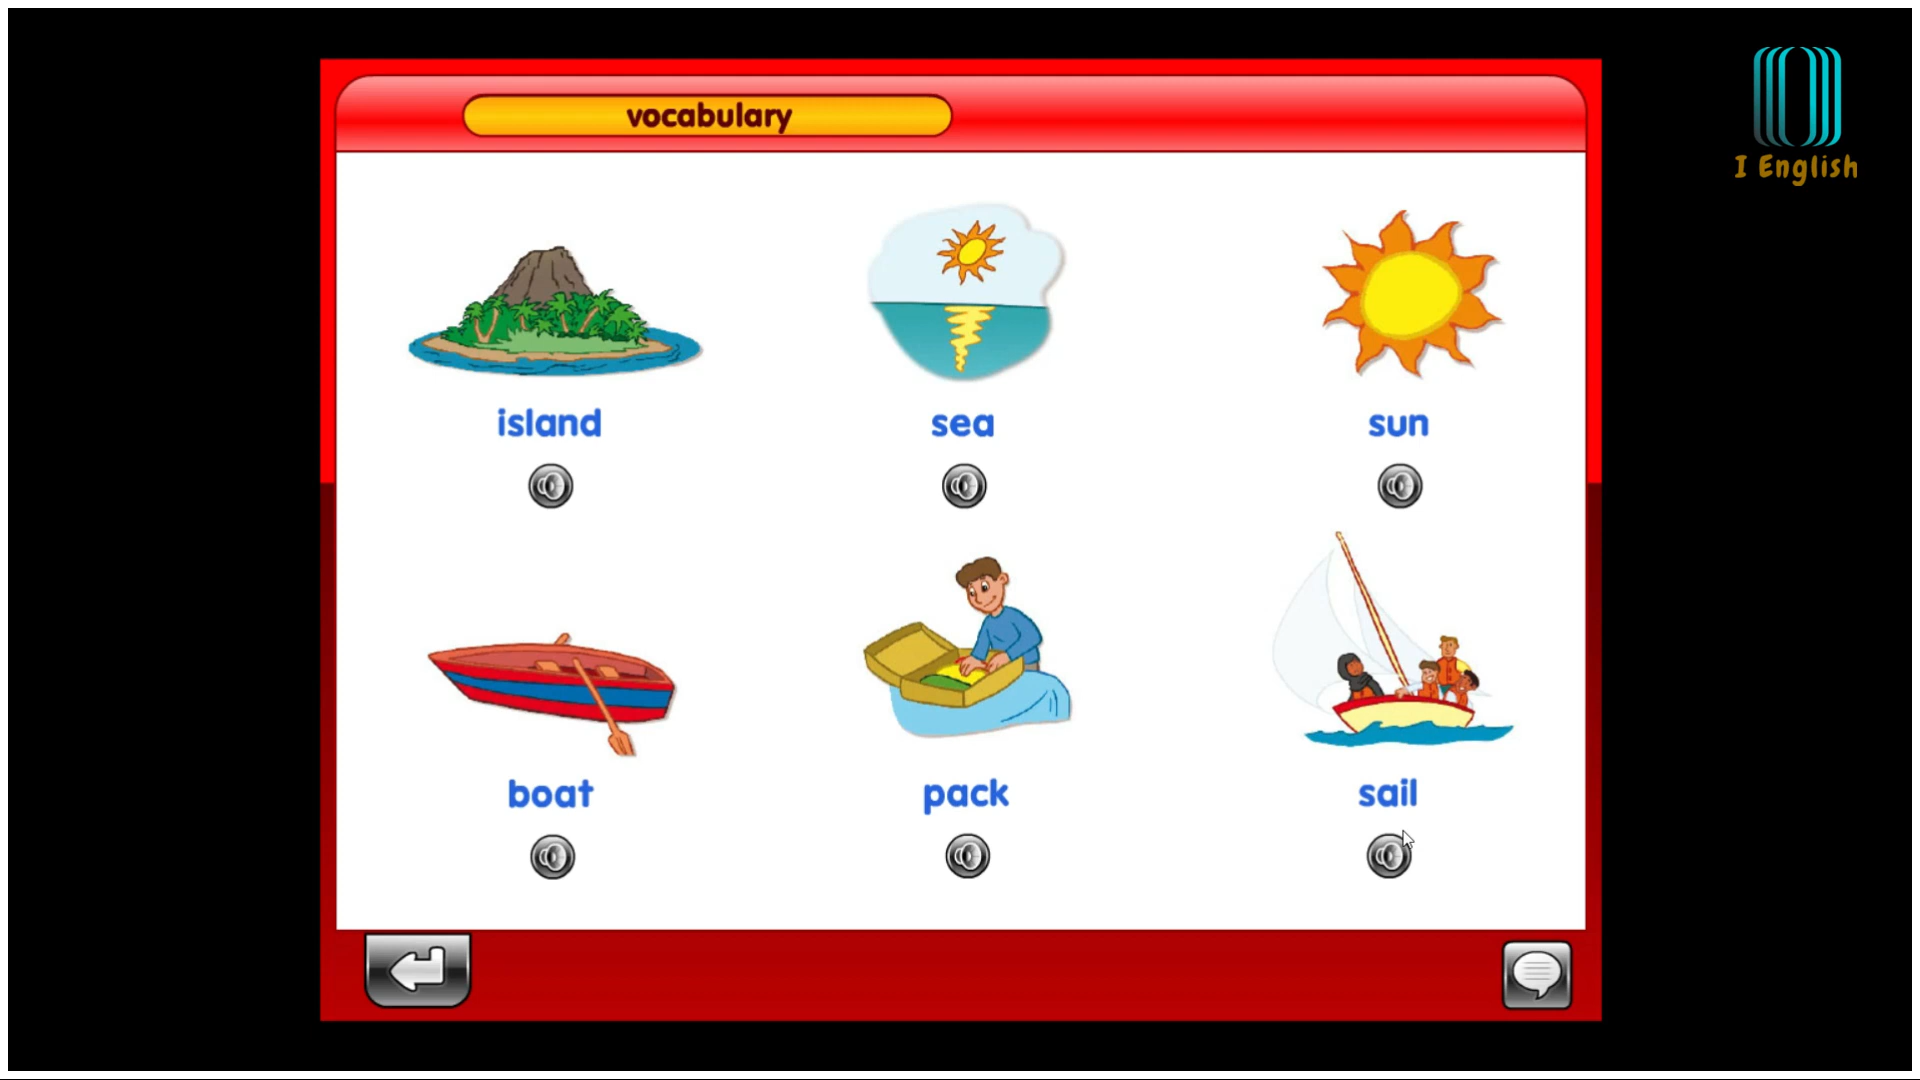 vocabulary
I English
island
sea
sun
boat
pack
sail